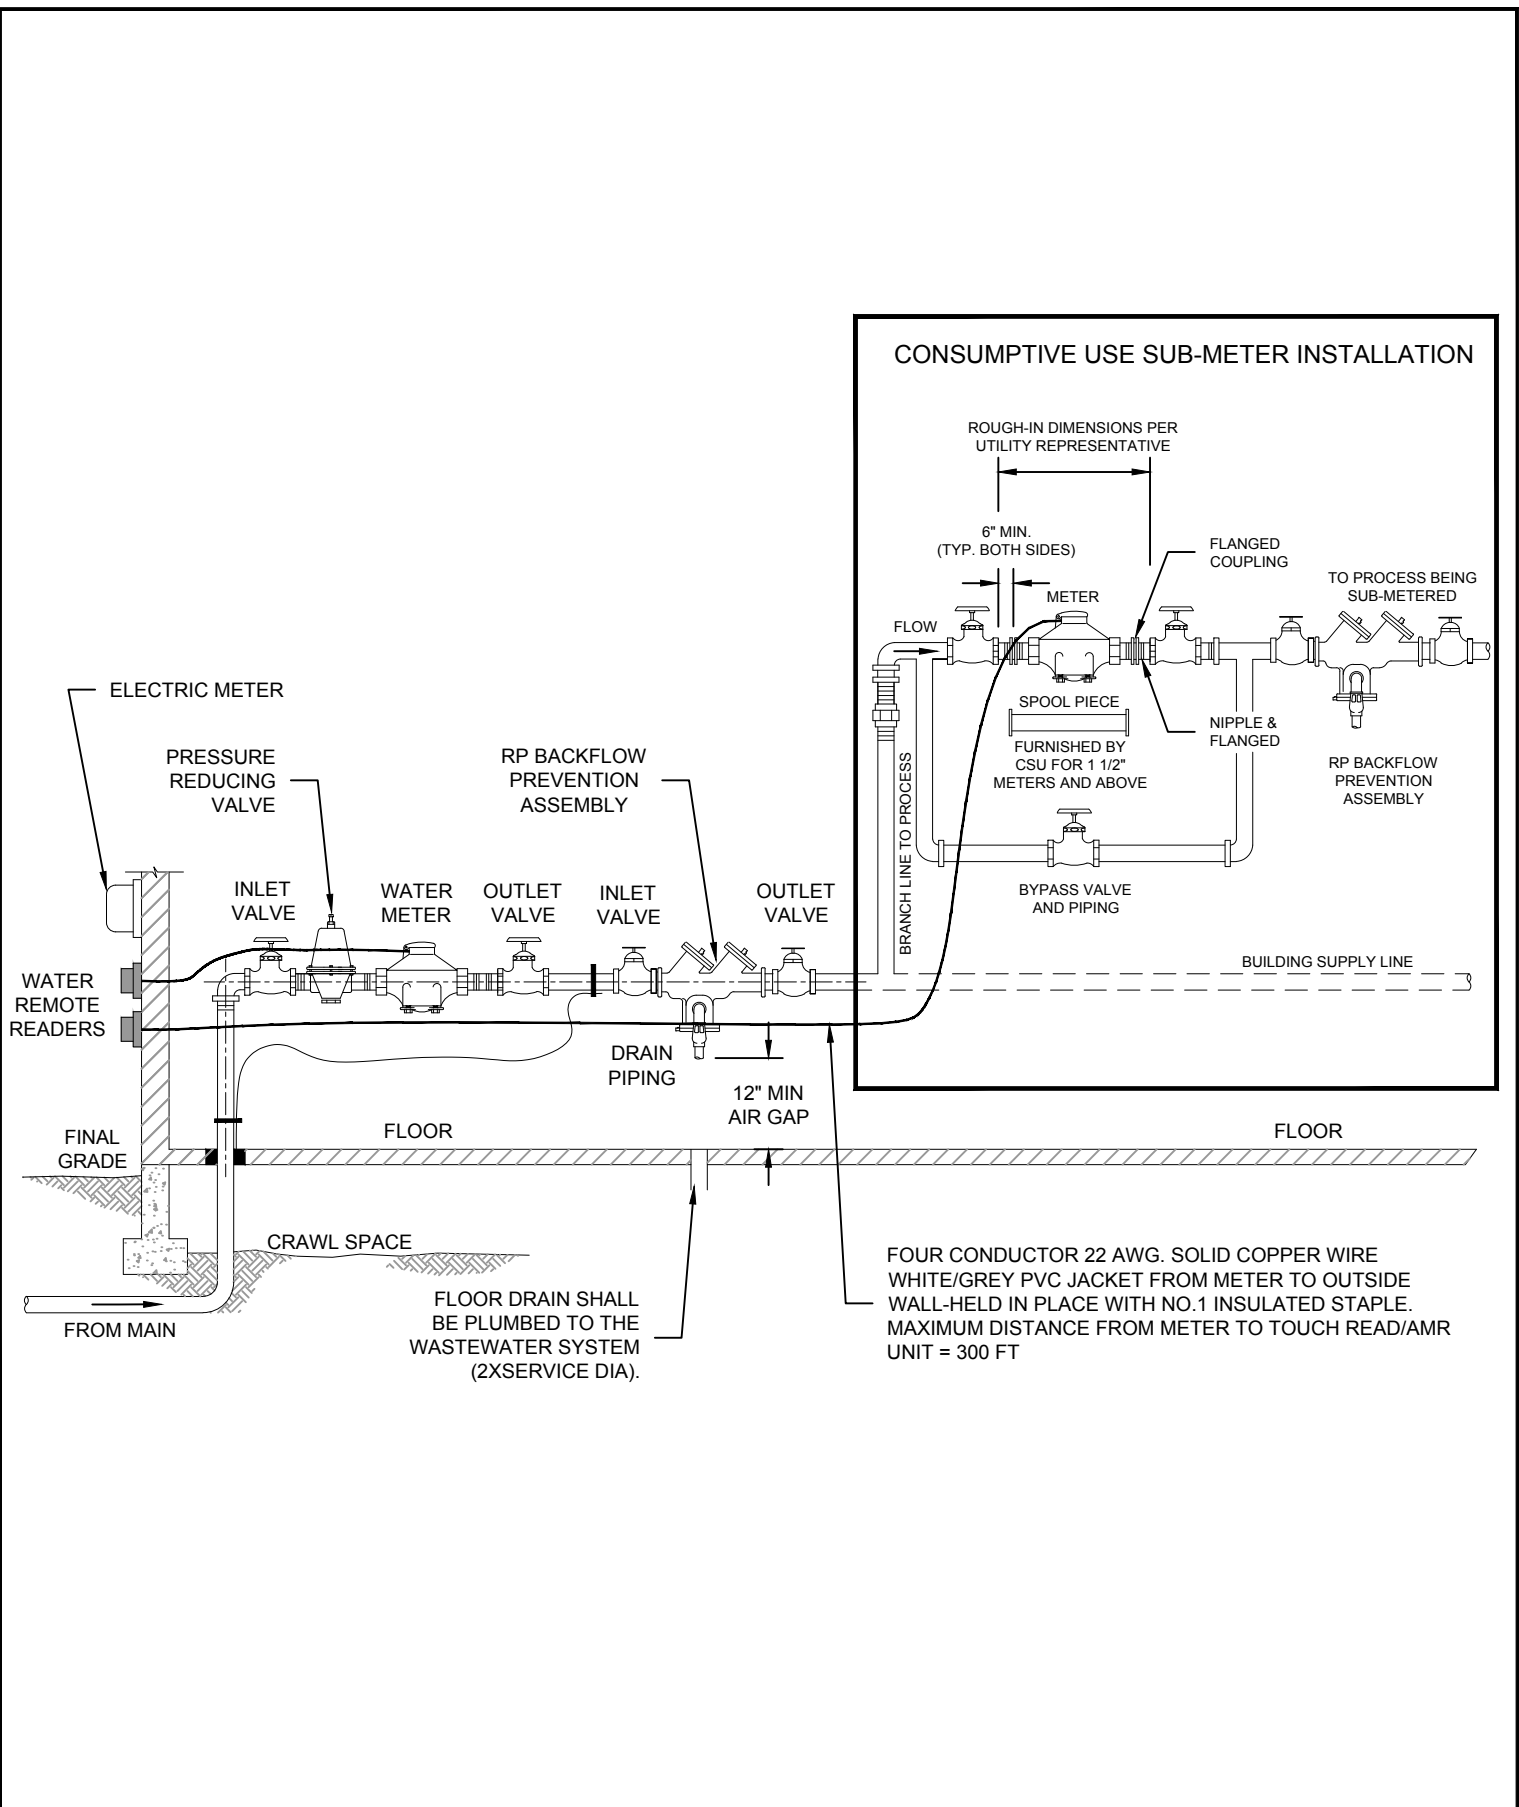 CONSUMPTIVE USE SUB-METER INSTALLATION
ROUGH-IN DIMENSIONS PER
UTILITY REPRESENTATIVE
6" MIN.
(TYP. BOTH SIDES)
FLANGED
COUPLING
TO PROCESS BEING
SUB-METERED
METER
FLOW
SPOOL PIECE
NIPPLE &
FLANGED
FURNISHED BY
CSU FOR 1 1/2"
METERS AND ABOVE
RP BACKFLOW
PREVENTION
ASSEMBLY
BRANCH LINE TO PROCESS
BYPASS VALVE
AND PIPING
BUILDING SUPPLY LINE
ELECTRIC METER
PRESSURE
REDUCING
VALVE
RP BACKFLOW
PREVENTION
ASSEMBLY
INLET
VALVE
WATER
METER
OUTLET
VALVE
INLET
VALVE
OUTLET
VALVE
WATER
REMOTE
READERS
DRAIN
PIPING
12" MIN
AIR GAP
FINAL
GRADE
FLOOR
FLOOR
CRAWL SPACE
FROM MAIN
FLOOR DRAIN SHALL
BE PLUMBED TO THE
WASTEWATER SYSTEM
(2XSERVICE DIA).
FOUR CONDUCTOR 22 AWG. SOLID COPPER WIRE
WHITE/GREY PVC JACKET FROM METER TO OUTSIDE
WALL-HELD IN PLACE WITH NO.1 INSULATED STAPLE.
MAXIMUM DISTANCE FROM METER TO TOUCH READ/AMR
UNIT = 300 FT